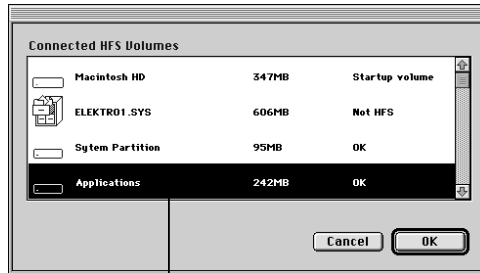 Connected HFS Volumes
Macintosh HD 347MB Startup volume
ELEKTRO1.SYS 606MB Not HFS
Sytem Partition 95MB OK
Applications 242MB OK
Cancel OK